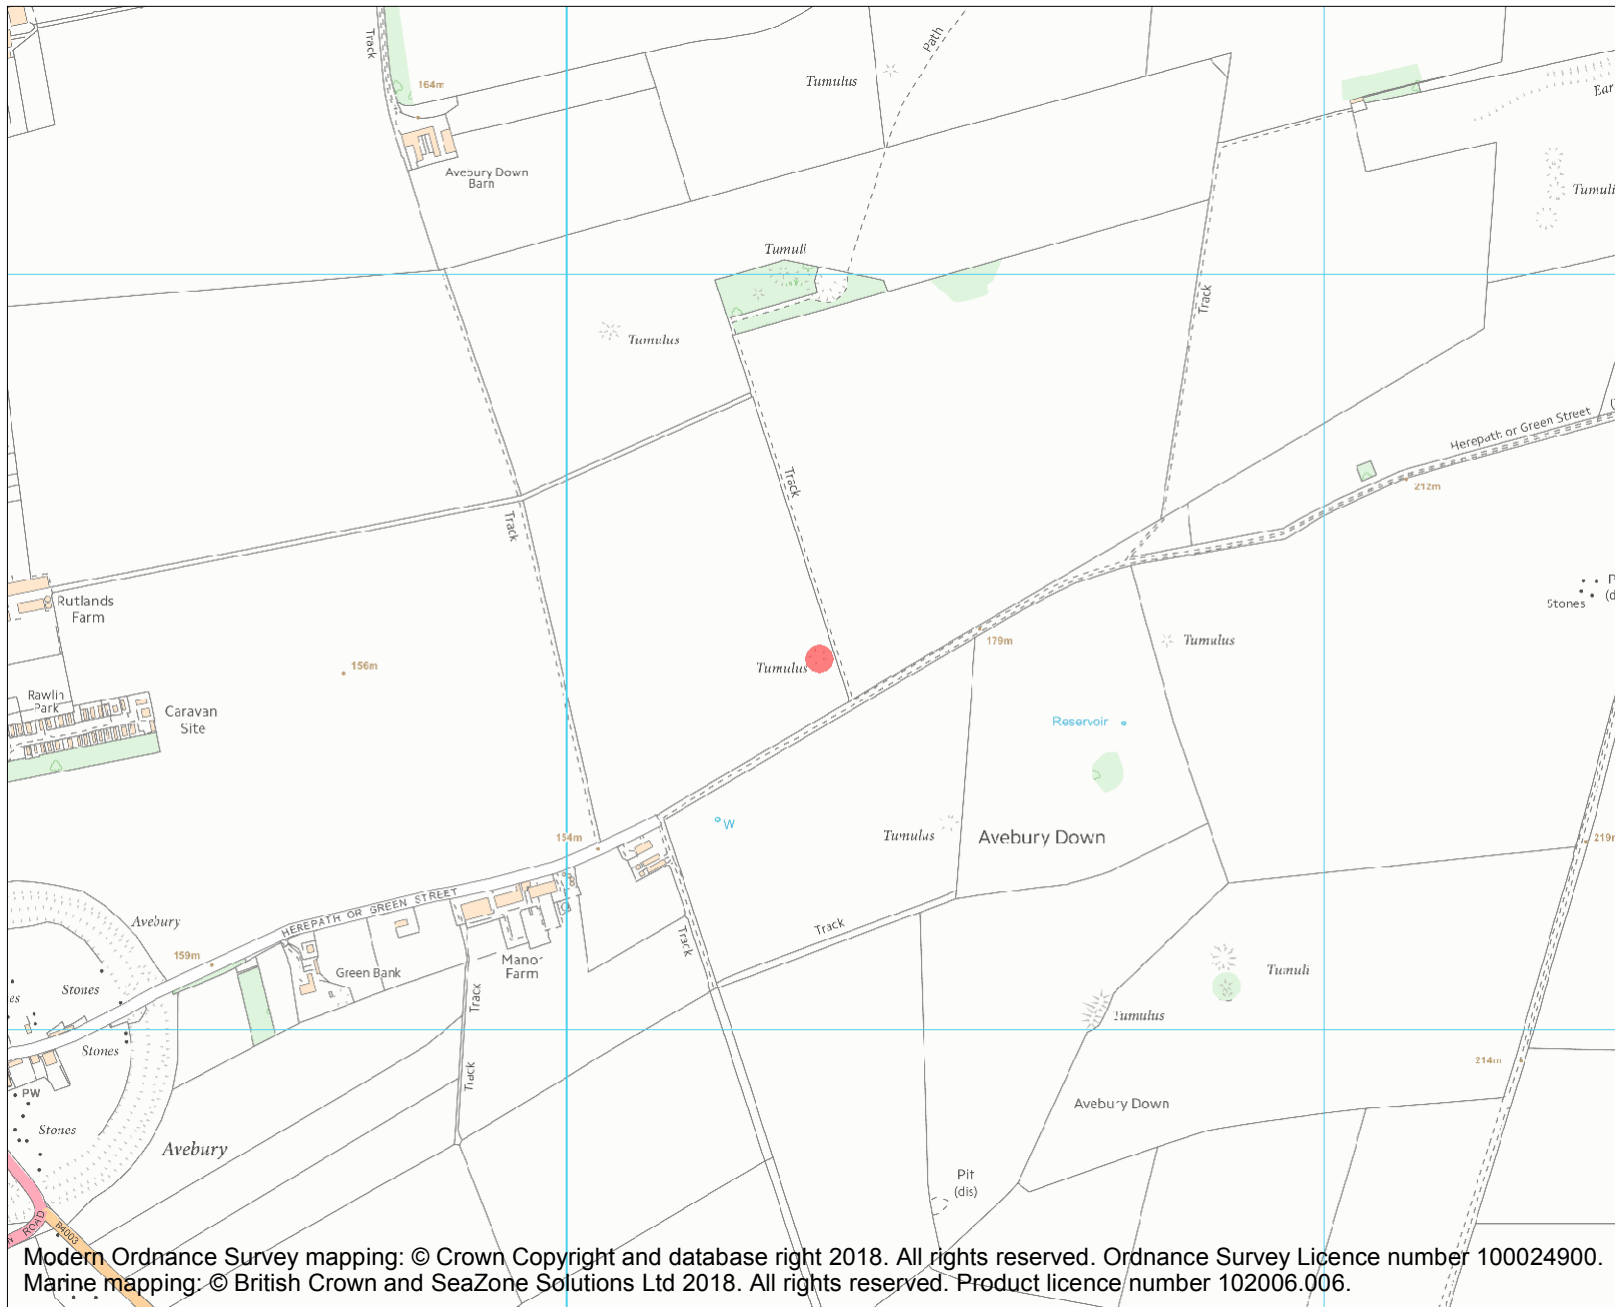 Track
Path
164m
Tumulus
Ear
Avebury Down
Barn
Tumuli
Tumuli
Track
Tumulus
Herepath or Green Street
Track
212m
Track
Rutlands
Farm
Stones
179m
Tumulus
156m
Tumulus
Rawlin
Park
Caravan
Site
Reservoir
W
154m
Tumulus
Avebury Down
219m
HEREPATH OR GREEN STREET
Avebury
Track
Track
159m
Manor
Farm
Green Bank
Tumuli
Stones
Track
Tumulus
Stones
Track
214m
PW
Avebury Down
Stones
Avebury
Pit
(dis)
ROAD
B4003
Modern Ordnance Survey mapping: © Crown Copyright and database right 2018. All rights reserved. Ordnance Survey Licence number 100024900.
Marine mapping: © British Crown and SeaZone Solutions Ltd 2018. All rights reserved. Product licence number 102006.006.